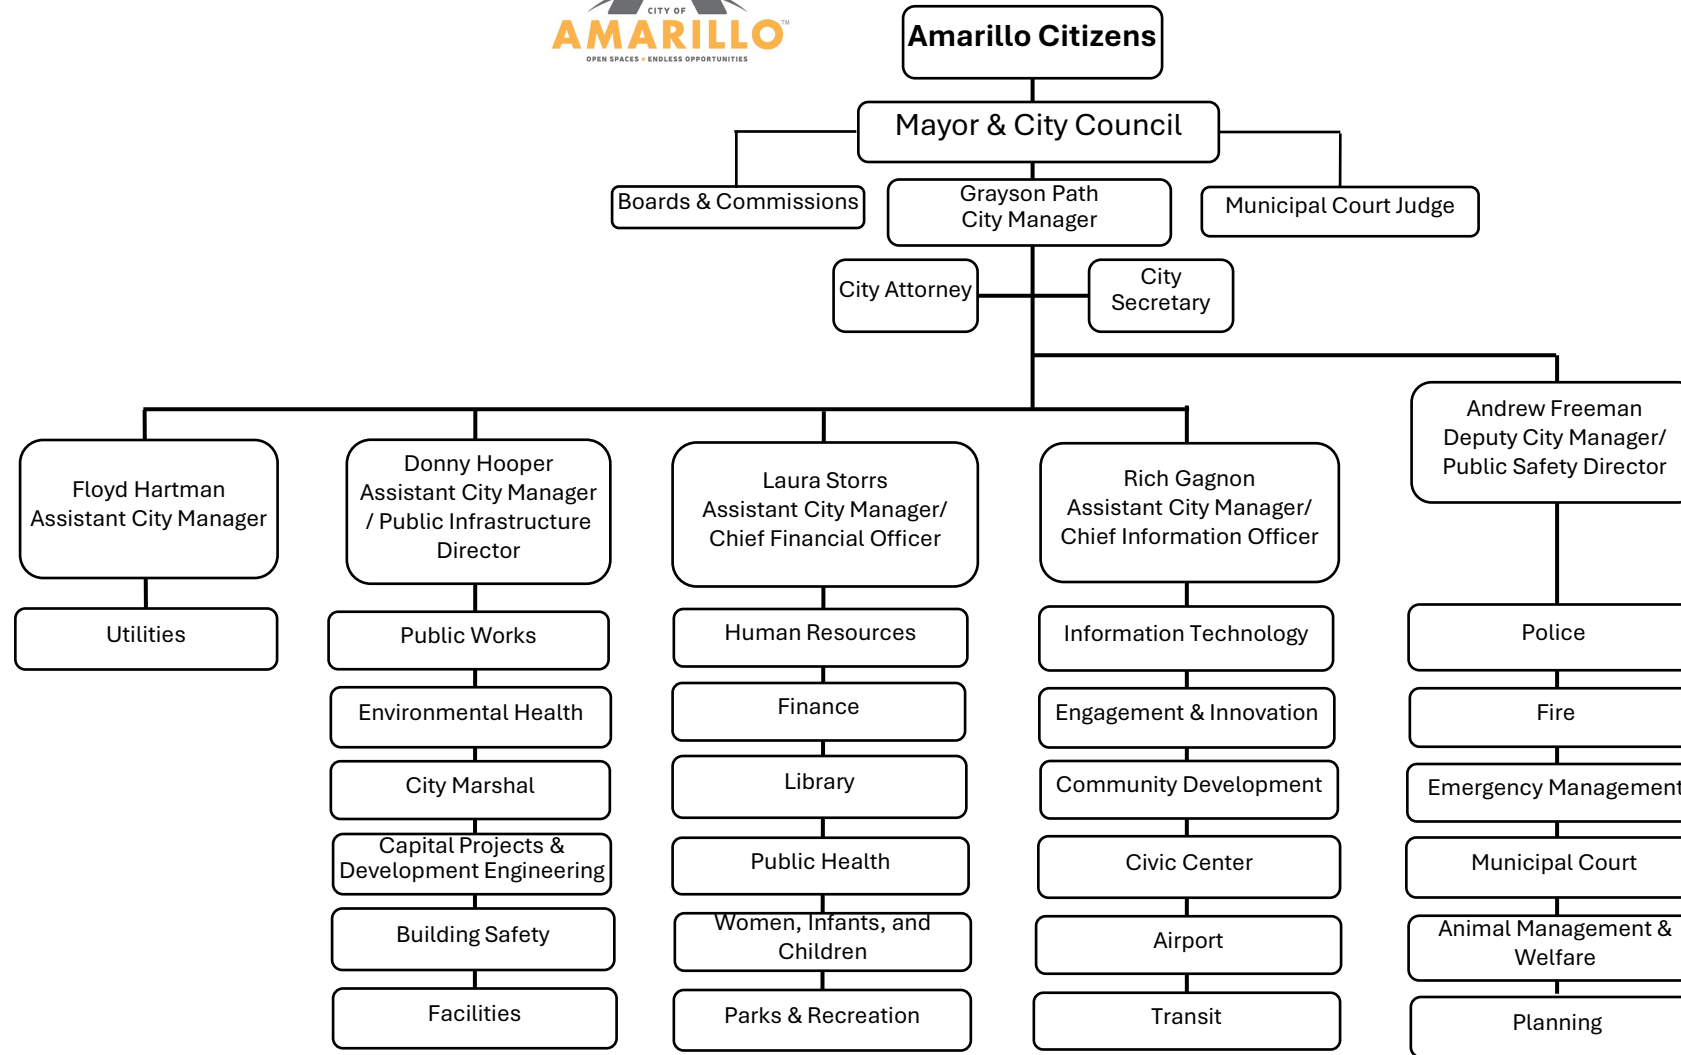 CITY OF
AMARILLO™
OPEN SPACES • ENDLESS OPPORTUNITIES
Amarillo Citizens
Mayor & City Council
Boards & Commissions
Grayson Path
City Manager
Municipal Court Judge
City Attorney
City
Secretary
Floyd Hartman
Assistant City Manager
Utilities
Donny Hooper
Assistant City Manager
/ Public Infrastructure
Director
Public Works
Environmental Health
City Marshal
Capital Projects &
Development Engineering
Building Safety
Facilities
Laura Storrs
Assistant City Manager/
Chief Financial Officer
Human Resources
Finance
Library
Public Health
Women, Infants, and
Children
Parks & Recreation
Rich Gagnon
Assistant City Manager/
Chief Information Officer
Information Technology
Engagement & Innovation
Community Development
Civic Center
Airport
Transit
Andrew Freeman
Deputy City Manager/
Public Safety Director
Police
Fire
Emergency Management
Municipal Court
Animal Management &
Welfare
Planning